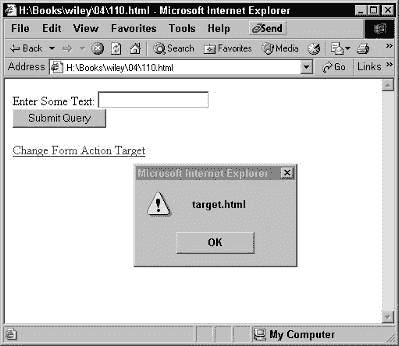 H:\Books\wiley\04\110.html - Microsoft Internet Explorer
File Edit View Favorites Tools Help Send
Back Search Favorites Media
Address H:\Books\wiley\04\110.html Go Links
Enter Some Text:
Submit Query
Change Form Action Target
Microsoft Internet Explorer
target.html
OK
My Computer